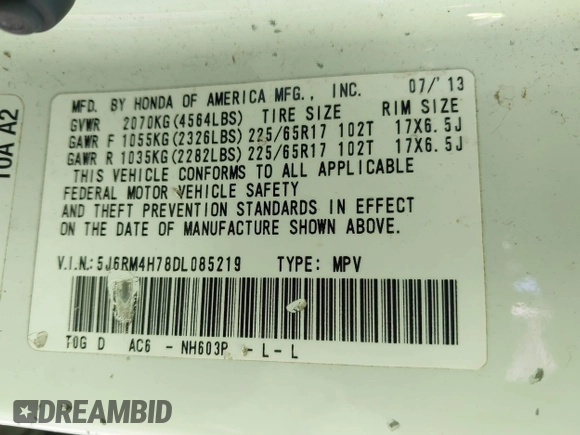 MFD. BY HONDA OF AMERICA MFG., INC. 07/'13
GVWR 2070KG(4564LBS) TIRE SIZE RIM SIZE
GAWR F 1055KG(2326LBS) 225/65R17 102T 17X6.5J
GAWR R 1035KG(2282LBS) 225/65R17 102T 17X6.5J
THIS VEHICLE CONFORMS TO ALL APPLICABLE
FEDERAL MOTOR VEHICLE SAFETY
AND THEFT PREVENTION STANDARDS IN EFFECT
ON THE DATE OF MANUFACTURE SHOWN ABOVE.
V.I.N.: 5J6RM4H78DL085219 TYPE: MPV
T0G D AC6 - NH603P - L - L
T0A A2
DREAMBID